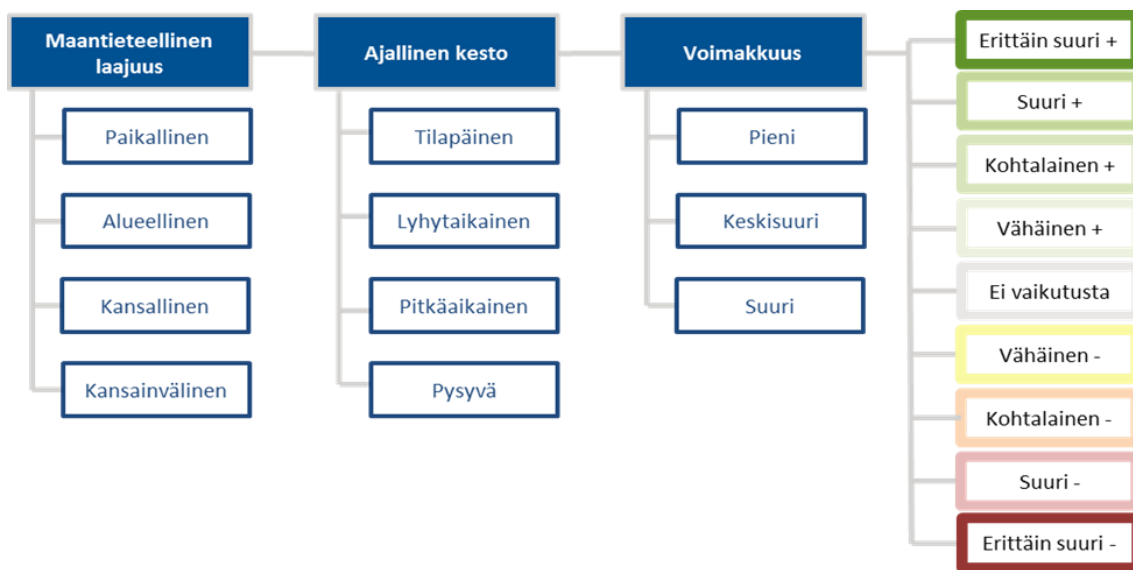 Maantieteellinen
laajuus
Paikallinen
Alueellinen
Kansallinen
Kansainvälinen
Ajallinen kesto
Tilapäinen
Lyhytaikainen
Pitkäaikainen
Pysyvä
Voimakkuus
Pieni
Keskisuuri
Suuri
Erittäin suuri +
Suuri +
Kohtalainen +
Vähäinen +
Ei vaikutusta
Vähäinen -
Kohtalainen -
Suuri -
Erittäin suuri -